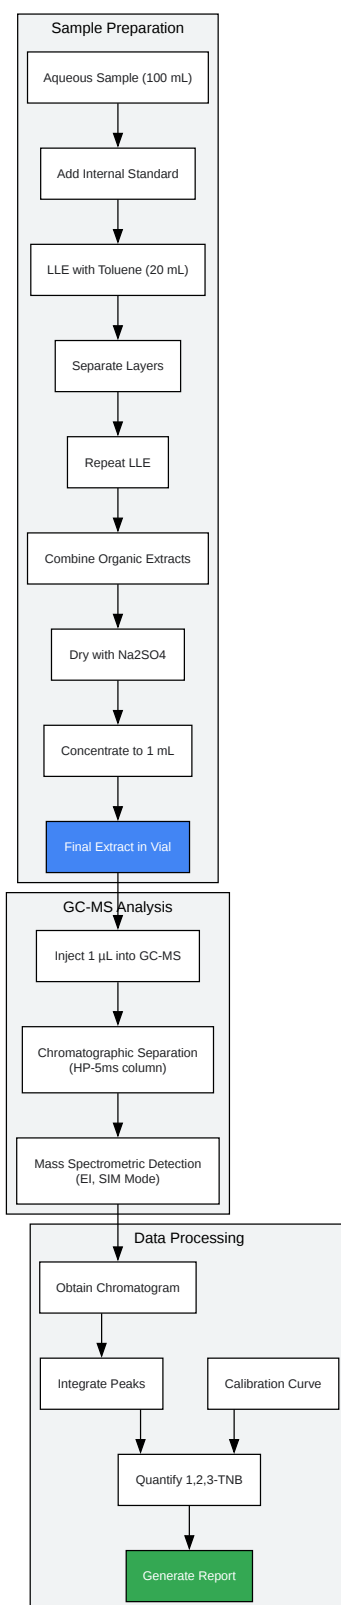 Sample Preparation
Aqueous Sample (100 mL)
Add Internal Standard
LLE with Toluene (20 mL)
Separate Layers
Repeat LLE
Combine Organic Extracts
Dry with Na2SO4
Concentrate to 1 mL
Final Extract in Vial
GC-MS Analysis
Inject 1 µL into GC-MS
Chromatographic Separation
(HP-5ms column)
Mass Spectrometric Detection
(EI, SIM Mode)
Data Processing
Obtain Chromatogram
Integrate Peaks
Calibration Curve
Quantify 1,2,3-TNB
Generate Report